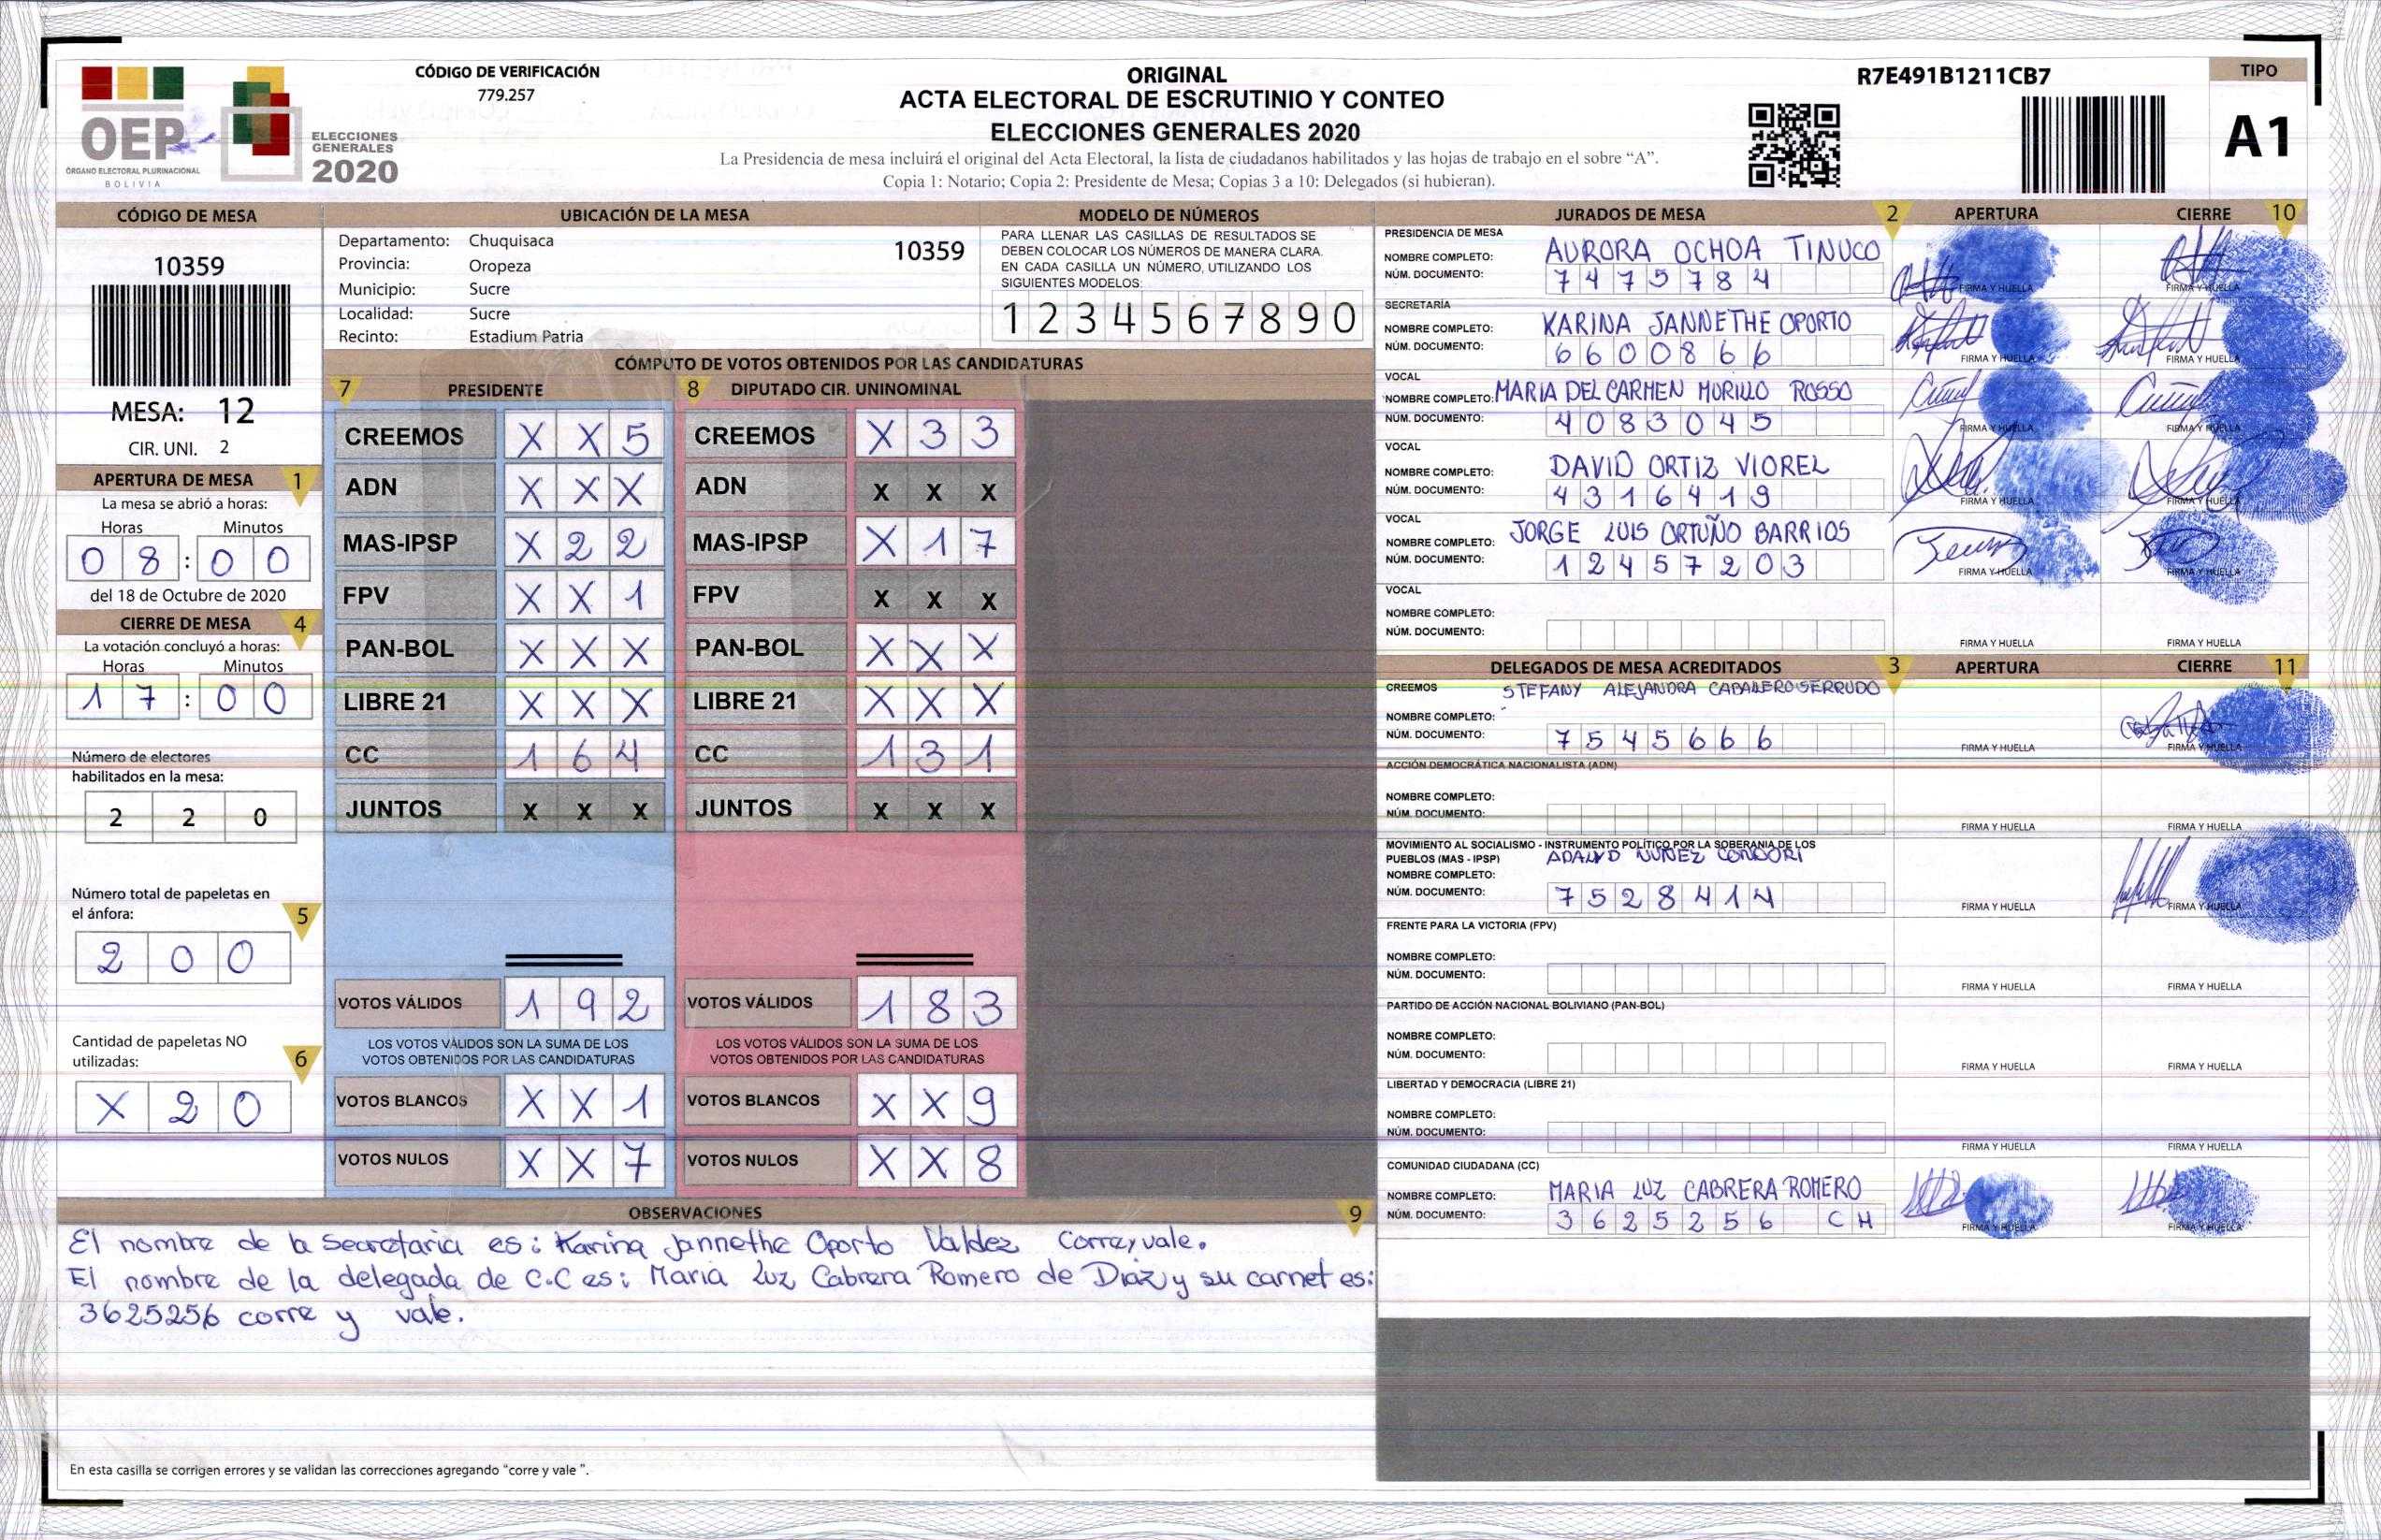 OEP
ÓRGANO ELECTORAL PLURINACIONAL
BOLIVIA
ELECCIONES
GENERALES
2020
CÓDIGO DE VERIFICACIÓN
779.257
ORIGINAL
ACTA ELECTORAL DE ESCRUTINIO Y CONTEO
ELECCIONES GENERALES 2020
La Presidencia de mesa incluirá el original del Acta Electoral, la lista de ciudadanos habilitados y las hojas de trabajo en el sobre “A”.
Copia 1: Notario; Copia 2: Presidente de Mesa; Copias 3 a 10: Delegados (si hubieran).
R7E491B1211CB7
TIPO
A1
CÓDIGO DE MESA
10359
MESA: 12
CIR. UNI. 2
APERTURA DE MESA 1
La mesa se abrió a horas:
Horas Minutos
0 8 : 0 0
del 18 de Octubre de 2020
CIERRE DE MESA 4
La votación concluyó a horas:
Horas Minutos
1 7 : 0 0
Número de electores
habilitados en la mesa:
2 2 0
Número total de papeletas en
el ánfora: 5
2 0 0
Cantidad de papeletas NO
utilizadas: 6
X 2 0
UBICACIÓN DE LA MESA
Departamento: Chuquisaca 10359
Provincia: Oropeza
Municipio: Sucre
Localidad: Sucre
Recinto: Estadium Patria
MODELO DE NÚMEROS
PARA LLENAR LAS CASILLAS DE RESULTADOS SE
DEBEN COLOCAR LOS NÚMEROS DE MANERA CLARA.
EN CADA CASILLA UN NÚMERO, UTILIZANDO LOS
SIGUIENTES MODELOS:
1 2 3 4 5 6 7 8 9 0
CÓMPUTO DE VOTOS OBTENIDOS POR LAS CANDIDATURAS
7 PRESIDENTE 8 DIPUTADO CIR. UNINOMINAL
CREEMOS X X 5 CREEMOS X 3 3
ADN X X X ADN X X X
MAS-IPSP X 2 2 MAS-IPSP X 1 7
FPV X X 1 FPV X X X
PAN-BOL X X X PAN-BOL X X X
LIBRE 21 X X X LIBRE 21 X X X
CC 1 6 4 CC 1 3 1
JUNTOS X X X JUNTOS X X X
VOTOS VÁLIDOS 1 9 2 VOTOS VÁLIDOS 1 8 3
LOS VOTOS VÁLIDOS SON LA SUMA DE LOS LOS VOTOS VÁLIDOS SON LA SUMA DE LOS
VOTOS OBTENIDOS POR LAS CANDIDATURAS VOTOS OBTENIDOS POR LAS CANDIDATURAS
VOTOS BLANCOS X X 1 VOTOS BLANCOS X X 9
VOTOS NULOS X X 7 VOTOS NULOS X X 8
OBSERVACIONES 9
El nombre de la Secretaria es: Karina Jannethe Oporto Valdez Corre y vale.
El nombre de la delegada de C.C es: Maria Luz Cabrera Romero de Diaz y su carnet es:
3625256 corre y vale.
En esta casilla se corrigen errores y se validan las correcciones agregando “corre y vale ”.
JURADOS DE MESA 2 APERTURA CIERRE 10
PRESIDENCIA DE MESA
NOMBRE COMPLETO: AURORA OCHOA TINUCO
NÚM. DOCUMENTO: 7 4 7 5 7 8 4 FIRMA Y HUELLA FIRMA Y HUELLA
SECRETARÍA
NOMBRE COMPLETO: KARINA JANNETHE OPORTO
NÚM. DOCUMENTO: 6 6 0 0 8 6 6 FIRMA Y HUELLA FIRMA Y HUELLA
VOCAL
NOMBRE COMPLETO: MARIA DEL CARMEN MURILLO ROSSO
NÚM. DOCUMENTO: 4 0 8 3 0 4 5 FIRMA Y HUELLA FIRMA Y HUELLA
VOCAL
NOMBRE COMPLETO: DAVID ORTIZ VIOREL
NÚM. DOCUMENTO: 4 3 1 6 4 1 9 FIRMA Y HUELLA FIRMA Y HUELLA
VOCAL
NOMBRE COMPLETO: JORGE LUIS ORTUÑO BARRIOS
NÚM. DOCUMENTO: 1 2 4 5 7 2 0 3 FIRMA Y HUELLA FIRMA Y HUELLA
VOCAL
NOMBRE COMPLETO:
NÚM. DOCUMENTO: FIRMA Y HUELLA FIRMA Y HUELLA
DELEGADOS DE MESA ACREDITADOS 3 APERTURA CIERRE 11
CREEMOS STEFANY ALEJANDRA CABALLERO SERRUDO
NOMBRE COMPLETO:
NÚM. DOCUMENTO: 7 5 4 5 6 6 6 FIRMA Y HUELLA FIRMA Y HUELLA
ACCIÓN DEMOCRÁTICA NACIONALISTA (ADN)
NOMBRE COMPLETO:
NÚM. DOCUMENTO: FIRMA Y HUELLA FIRMA Y HUELLA
MOVIMIENTO AL SOCIALISMO - INSTRUMENTO POLÍTICO POR LA SOBERANIA DE LOS
PUEBLOS (MAS - IPSP) ADALYD NUÑEZ CONDORI
NOMBRE COMPLETO:
NÚM. DOCUMENTO: 7 5 2 8 4 1 4 FIRMA Y HUELLA FIRMA Y HUELLA
FRENTE PARA LA VICTORIA (FPV)
NOMBRE COMPLETO:
NÚM. DOCUMENTO: FIRMA Y HUELLA FIRMA Y HUELLA
PARTIDO DE ACCIÓN NACIONAL BOLIVIANO (PAN-BOL)
NOMBRE COMPLETO:
NÚM. DOCUMENTO: FIRMA Y HUELLA FIRMA Y HUELLA
LIBERTAD Y DEMOCRACIA (LIBRE 21)
NOMBRE COMPLETO:
NÚM. DOCUMENTO: FIRMA Y HUELLA FIRMA Y HUELLA
COMUNIDAD CIUDADANA (CC)
NOMBRE COMPLETO: MARIA LUZ CABRERA ROMERO
NÚM. DOCUMENTO: 3 6 2 5 2 5 6 C H FIRMA Y HUELLA FIRMA Y HUELLA